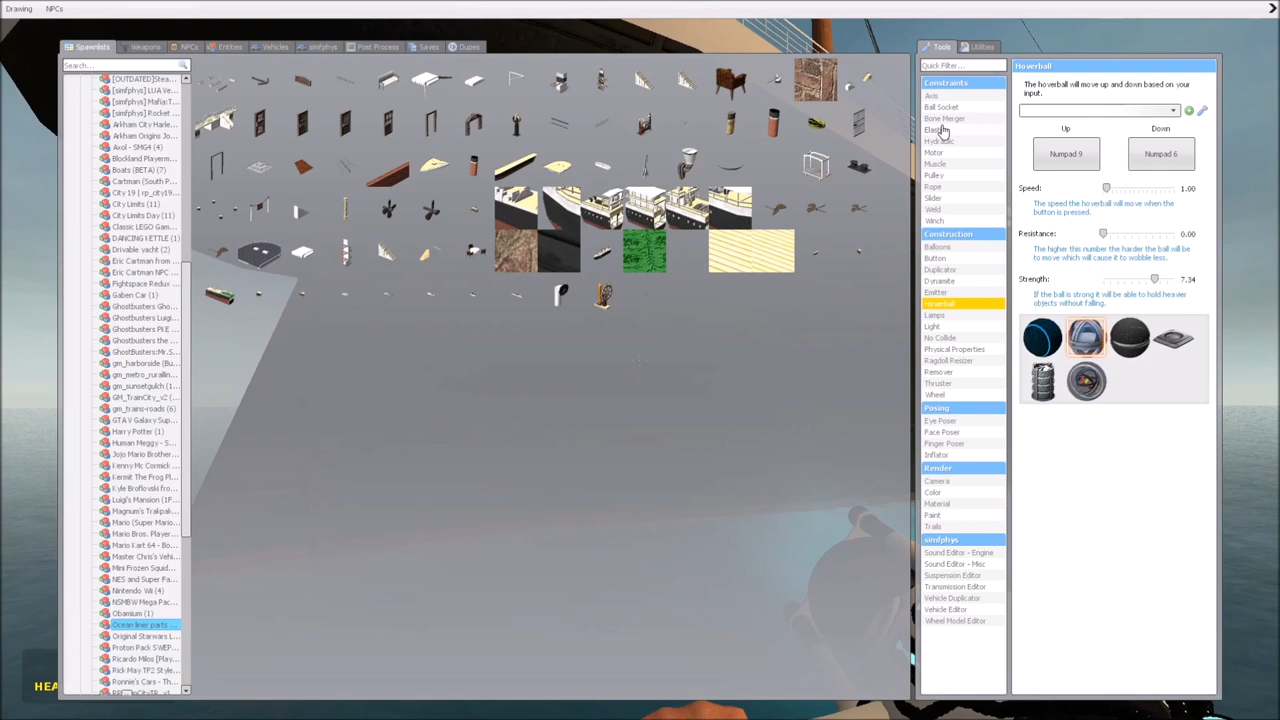 Drawing NPCs
Spawnlists Weapons NPCs Entities Vehicles simfphys Post Process Saves Dupes
Search...
[OUTDATED]Stea...
[simfphys] LUA Ve...
[simfphys] Mafia:T...
[simfphys] Rocket ...
Arkham City Harle...
Arkham Origins Jo...
Axol - SMG4 (4)
Blockland Playerm...
Boats (BETA) (7)
Cartman (South P...
City 19 | rp_city19...
City Limits (11)
City Limits Day (11)
Classic LEGO Gam...
DANCING KETTLE (1)
Drivable yacht (2)
Eric Cartman from ...
Eric Cartman NPC ...
Fightspace Redux ...
Gaben Car (1)
Ghostbusters Gho...
Ghostbusters Luigi...
Ghostbusters PKE ...
Ghostbusters the ...
GhostBusters:Mr.S...
gm_harborside (Bu...
gm_metro_rurallin...
gm_sunsetgulch (1...
GM_TrainCity_v2 (...
gm_trains-roads (6)
GTA V Galaxy Sup...
Harry Potter (1)
Human Meggy - S...
Jojo Mario Brother...
Kenny Mc Cormick ...
Kermit The Frog Pl...
Kyle Broflovski fro...
Luigi's Mansion (1F...
Magnum's Trakpak...
Mario (Super Mario...
Mario Bros. Player...
Mario Kart 64 - Bo...
Master Chief's Vehi...
Mini Frozen Squid...
NES and Super Fa...
Nintendo Wii (4)
NSMBW Mega Pac...
Obamium (1)
Ocean liner parts ...
Original Starwars L...
Proton Pack SWEP...
Ricardo Milos [Play...
Rick May TF2 Style...
Ronnie's Cars - Th...
HEA
Tools Utilities
Quick Filter...
Constraints
Axis
Ball Socket
Bone Merger
Elastic
Hydraulic
Motor
Muscle
Pulley
Rope
Slider
Weld
Winch
Construction
Balloons
Button
Duplicator
Dynamite
Emitter
Hoverball
Lamps
Light
No Collide
Physical Properties
Ragdoll Resizer
Remover
Thruster
Wheel
Posing
Eye Poser
Face Poser
Finger Poser
Inflator
Render
Camera
Color
Material
Paint
Trails
simfphys
Sound Editor - Engine
Sound Editor - Misc
Suspension Editor
Transmission Editor
Vehicle Duplicator
Vehicle Editor
Wheel Model Editor
Hoverball
The hoverball will move up and down based on your
input.
Up Down
Numpad 9 Numpad 6
Speed: 1.00
The speed the hoverball will move when the
button is pressed.
Resistance: 0.00
The higher this number the harder the ball will be
to move which will cause it to wobble less.
Strength: 7.34
If the ball is strong it will be able to hold heavier
objects without falling.